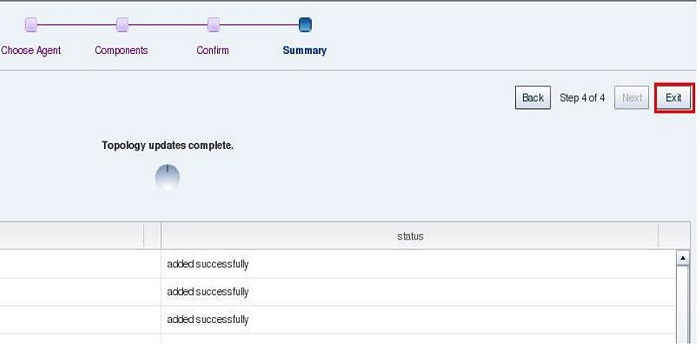 Choose Agent Components Confirm Summary
Back Step 4 of 4 Next Exit
Topology updates complete.
status
added successfully
added successfully
added successfully